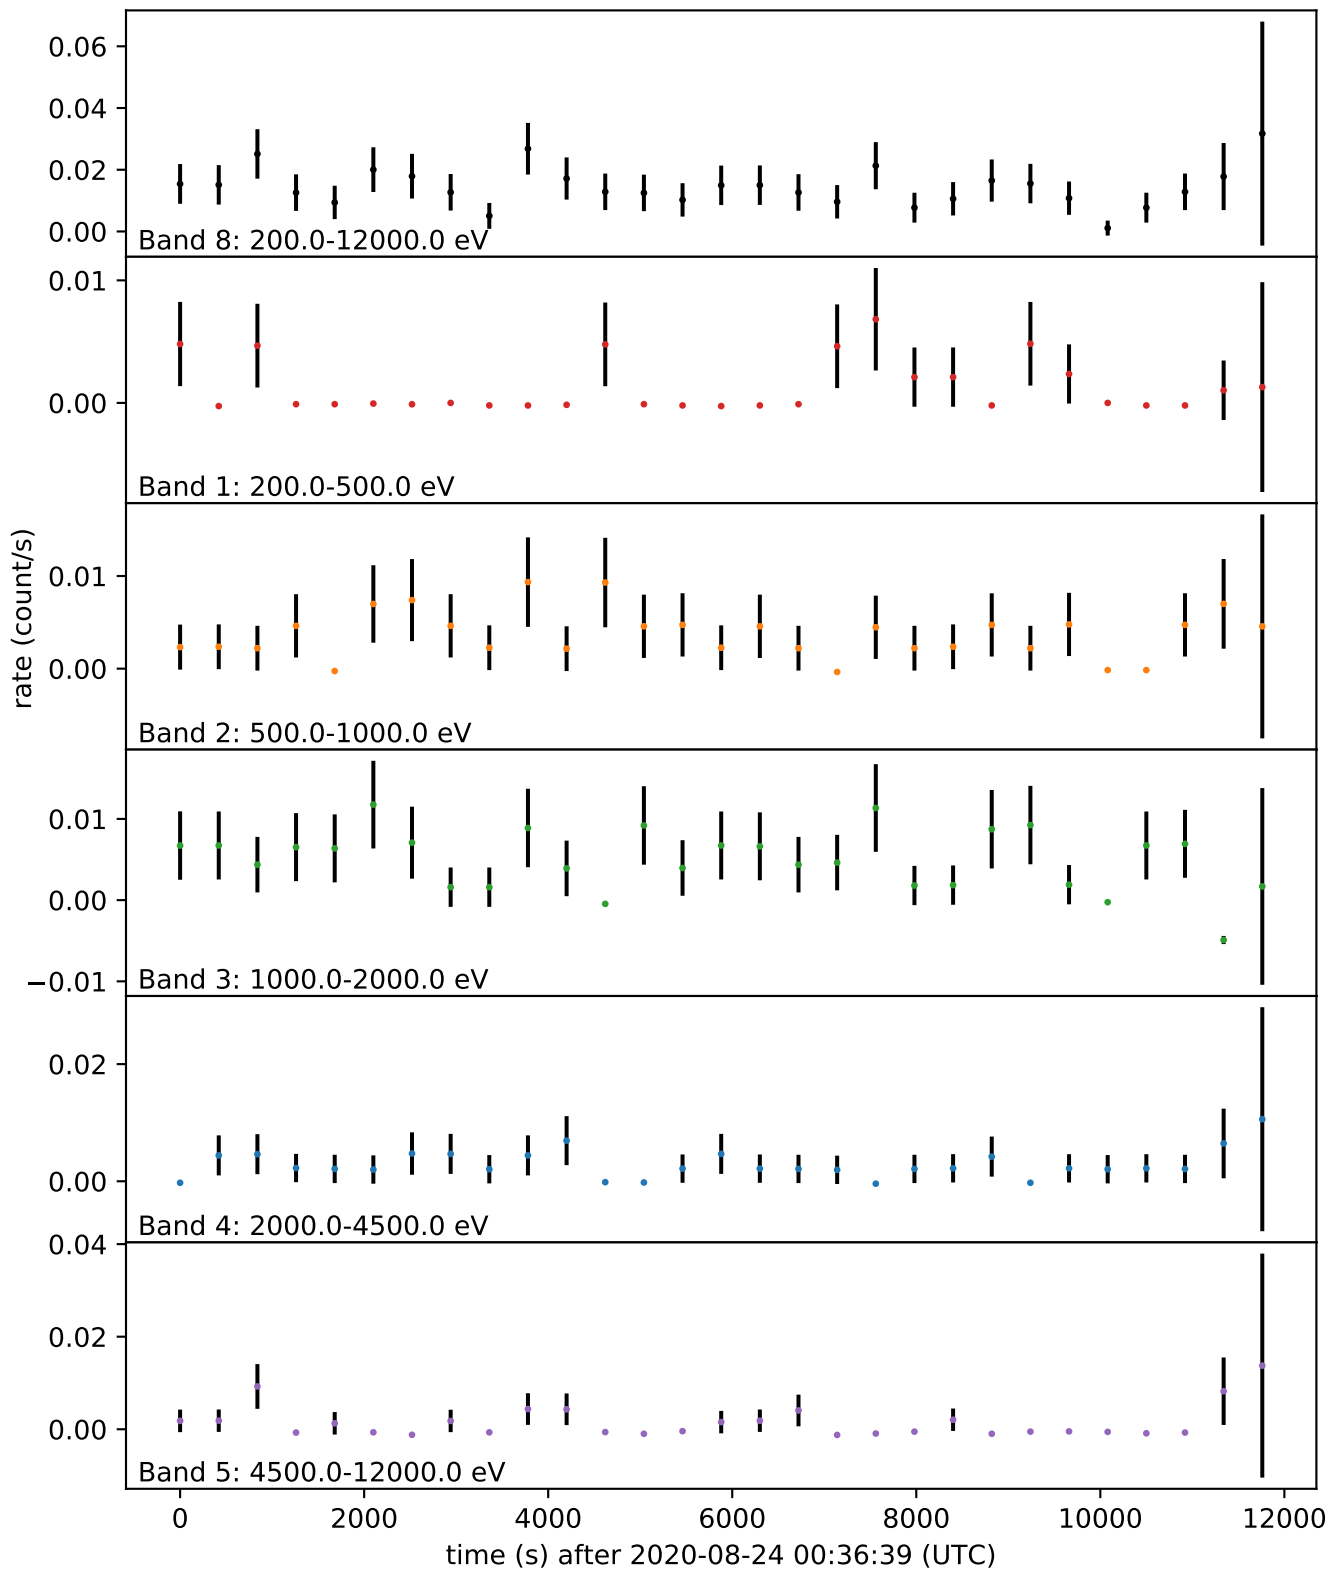 0.06
0.04
0.02
0.00
Band 8: 200.0-12000.0 eV
0.01
0.00
Band 1: 200.0-500.0 eV
rate (count/s)
0.01
0.00
Band 2: 500.0-1000.0 eV
0.01
0.00
−0.01
Band 3: 1000.0-2000.0 eV
0.02
0.00
Band 4: 2000.0-4500.0 eV
0.04
0.02
0.00
Band 5: 4500.0-12000.0 eV
0 2000 4000 6000 8000 10000 12000
time (s) after 2020-08-24 00:36:39 (UTC)